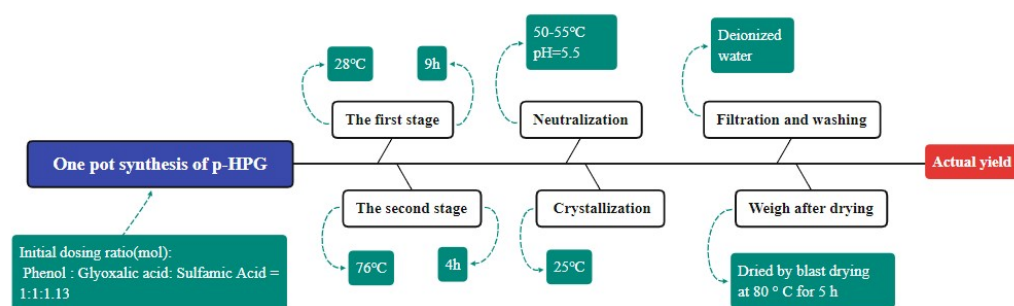 50-55℃
pH=5.5
Deionized
water
28℃
9h
The first stage
Neutralization
Filtration and washing
One pot synthesis of p-HPG
Actual yield
The second stage
Crystallization
Weigh after drying
Initial dosing ratio(mol):
Phenol : Glyoxalic acid: Sulfamic Acid =
1:1:1.13
76℃
4h
25℃
Dried by blast drying
at 80 ° C for 5 h